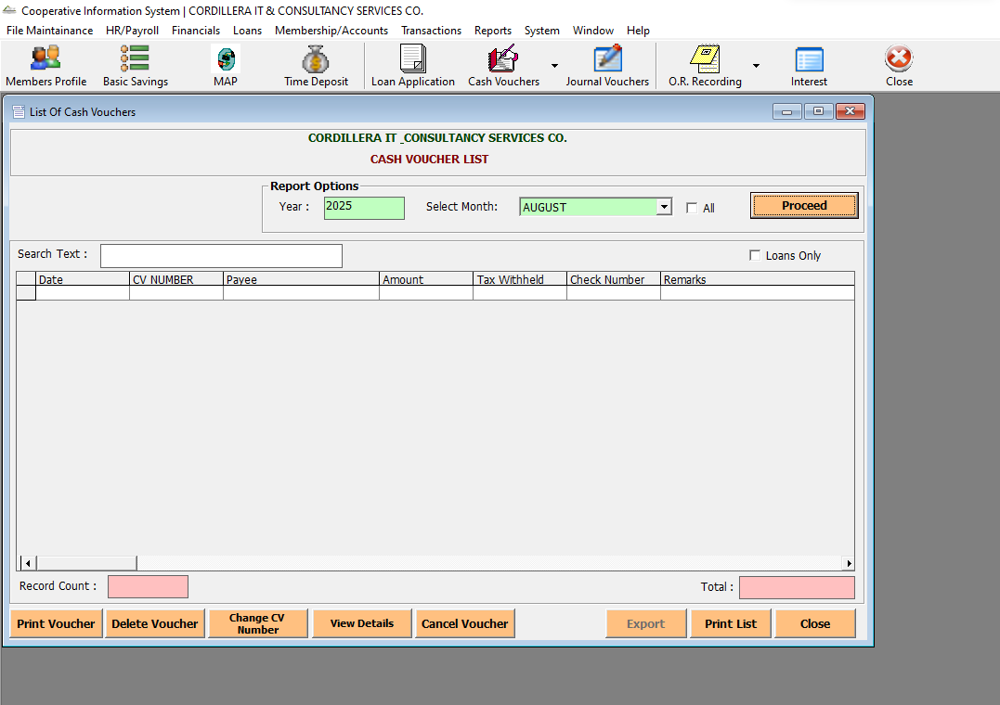 Cooperative Information System | CORDILLERA IT & CONSULTANCY SERVICES CO.
File Maintainance HR/Payroll Financials Loans Membership/Accounts Transactions Reports System Window Help
Members Profile Basic Savings MAP Time Deposit Loan Application Cash Vouchers Journal Vouchers O.R. Recording Interest Close
List Of Cash Vouchers
CORDILLERA IT _CONSULTANCY SERVICES CO.
CASH VOUCHER LIST
Report Options
Year : 2025 Select Month: AUGUST All Proceed
Search Text : Loans Only
Date CV NUMBER Payee Amount Tax Withheld Check Number Remarks
Record Count : Total :
Print Voucher Delete Voucher Change CV Number View Details Cancel Voucher Export Print List Close